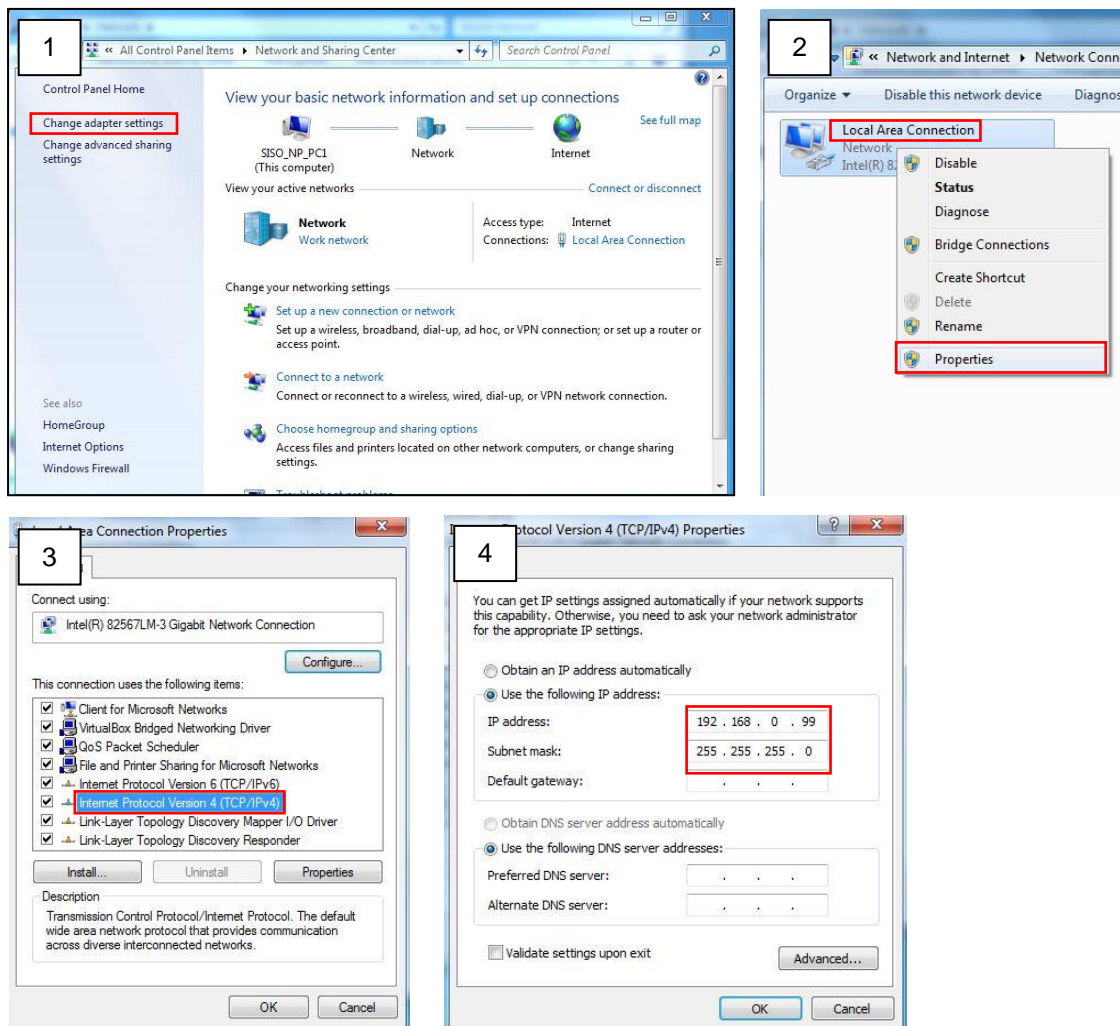 1
« All Control Panel Items ▸ Network and Sharing Center
Search Control Panel
Control Panel Home
Change adapter settings
Change advanced sharing
settings
See also
HomeGroup
Internet Options
Windows Firewall
View your basic network information and set up connections
See full map
SISO_NP_PC1
(This computer)
Network
Internet
View your active networks
Connect or disconnect
Network
Work network
Access type: Internet
Connections: Local Area Connection
Change your networking settings
Set up a new connection or network
Set up a wireless, broadband, dial-up, ad hoc, or VPN connection; or set up a router or
access point.
Connect to a network
Connect or reconnect to a wireless, wired, dial-up, or VPN network connection.
Choose homegroup and sharing options
Access files and printers located on other network computers, or change sharing
settings.
2
« Network and Internet ▸ Network Conn
Organize Disable this network device Diagnos
Local Area Connection
Network
Intel(R) 8
Disable
Status
Diagnose
Bridge Connections
Create Shortcut
Delete
Rename
Properties
3
ea Connection Properties
Connect using:
Intel(R) 82567LM-3 Gigabit Network Connection
Configure...
This connection uses the following items:
Client for Microsoft Networks
VirtualBox Bridged Networking Driver
QoS Packet Scheduler
File and Printer Sharing for Microsoft Networks
Internet Protocol Version 6 (TCP/IPv6)
Internet Protocol Version 4 (TCP/IPv4)
Link-Layer Topology Discovery Mapper I/O Driver
Link-Layer Topology Discovery Responder
Install... Uninstall Properties
Description
Transmission Control Protocol/Internet Protocol. The default
wide area network protocol that provides communication
across diverse interconnected networks.
OK Cancel
4
otocol Version 4 (TCP/IPv4) Properties
You can get IP settings assigned automatically if your network supports
this capability. Otherwise, you need to ask your network administrator
for the appropriate IP settings.
Obtain an IP address automatically
Use the following IP address:
IP address: 192 . 168 . 0 . 99
Subnet mask: 255 . 255 . 255 . 0
Default gateway: . . .
Obtain DNS server address automatically
Use the following DNS server addresses:
Preferred DNS server: . . .
Alternate DNS server: . . .
Validate settings upon exit
Advanced...
OK Cancel